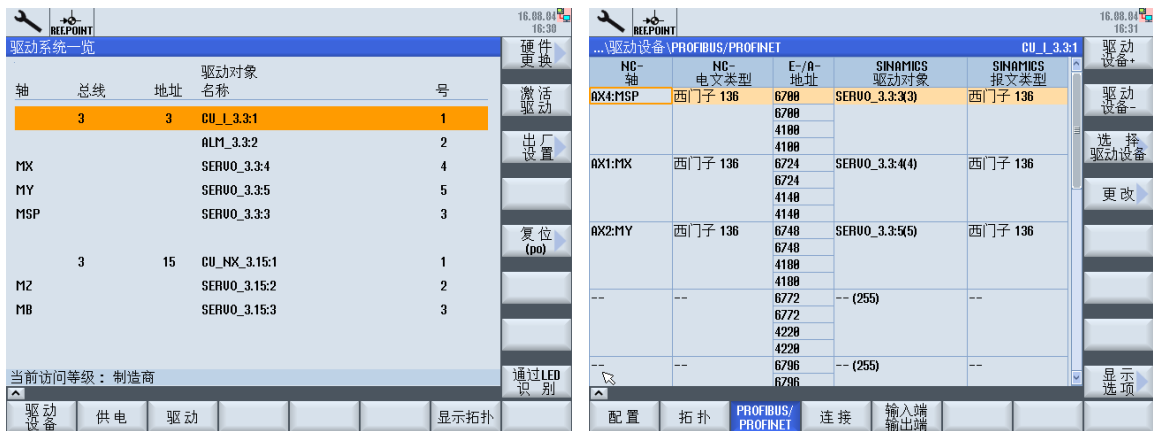 REF.POINT
16.08.04
16:30
驱动系统一览
轴 总线 地址 驱动对象名称 号
3 3 CU_I_3.3:1 1
ALM_3.3:2 2
MX SERVO_3.3:4 4
MY SERVO_3.3:5 5
MSP SERVO_3.3:3 3
3 15 CU_NX_3.15:1 1
MZ SERVO_3.15:2 2
MB SERVO_3.15:3 3
当前访问等级：制造商
硬件
更换
激活
驱动
出厂
设置
复位
(po)
通过LED
识 别
驱动
设备
供电
驱动
显示拓扑
REF.POINT
16.08.04
16:31
...\驱动设备\PROFIBUS/PROFINET CU_I_3.3:1
NC- NC- E-/A- SINAMICS SINAMICS
轴 电文类型 地址 驱动对象 报文类型
AX4:MSP 西门子 136 6700 SERVO_3.3:3(3) 西门子 136
6700
4100
4100
AX1:MX 西门子 136 6724 SERVO_3.3:4(4) 西门子 136
6724
4140
4140
AX2:MY 西门子 136 6748 SERVO_3.3:5(5) 西门子 136
6748
4180
4180
-- -- 6772 -- (255) --
6772
4220
4220
-- -- 6796 -- (255) --
6796
驱动
设备+
驱动
设备-
选 择
驱动设备
更改
显示
选项
配置
拓扑
PROFIBUS/
PROFINET
连接
输入端
输出端